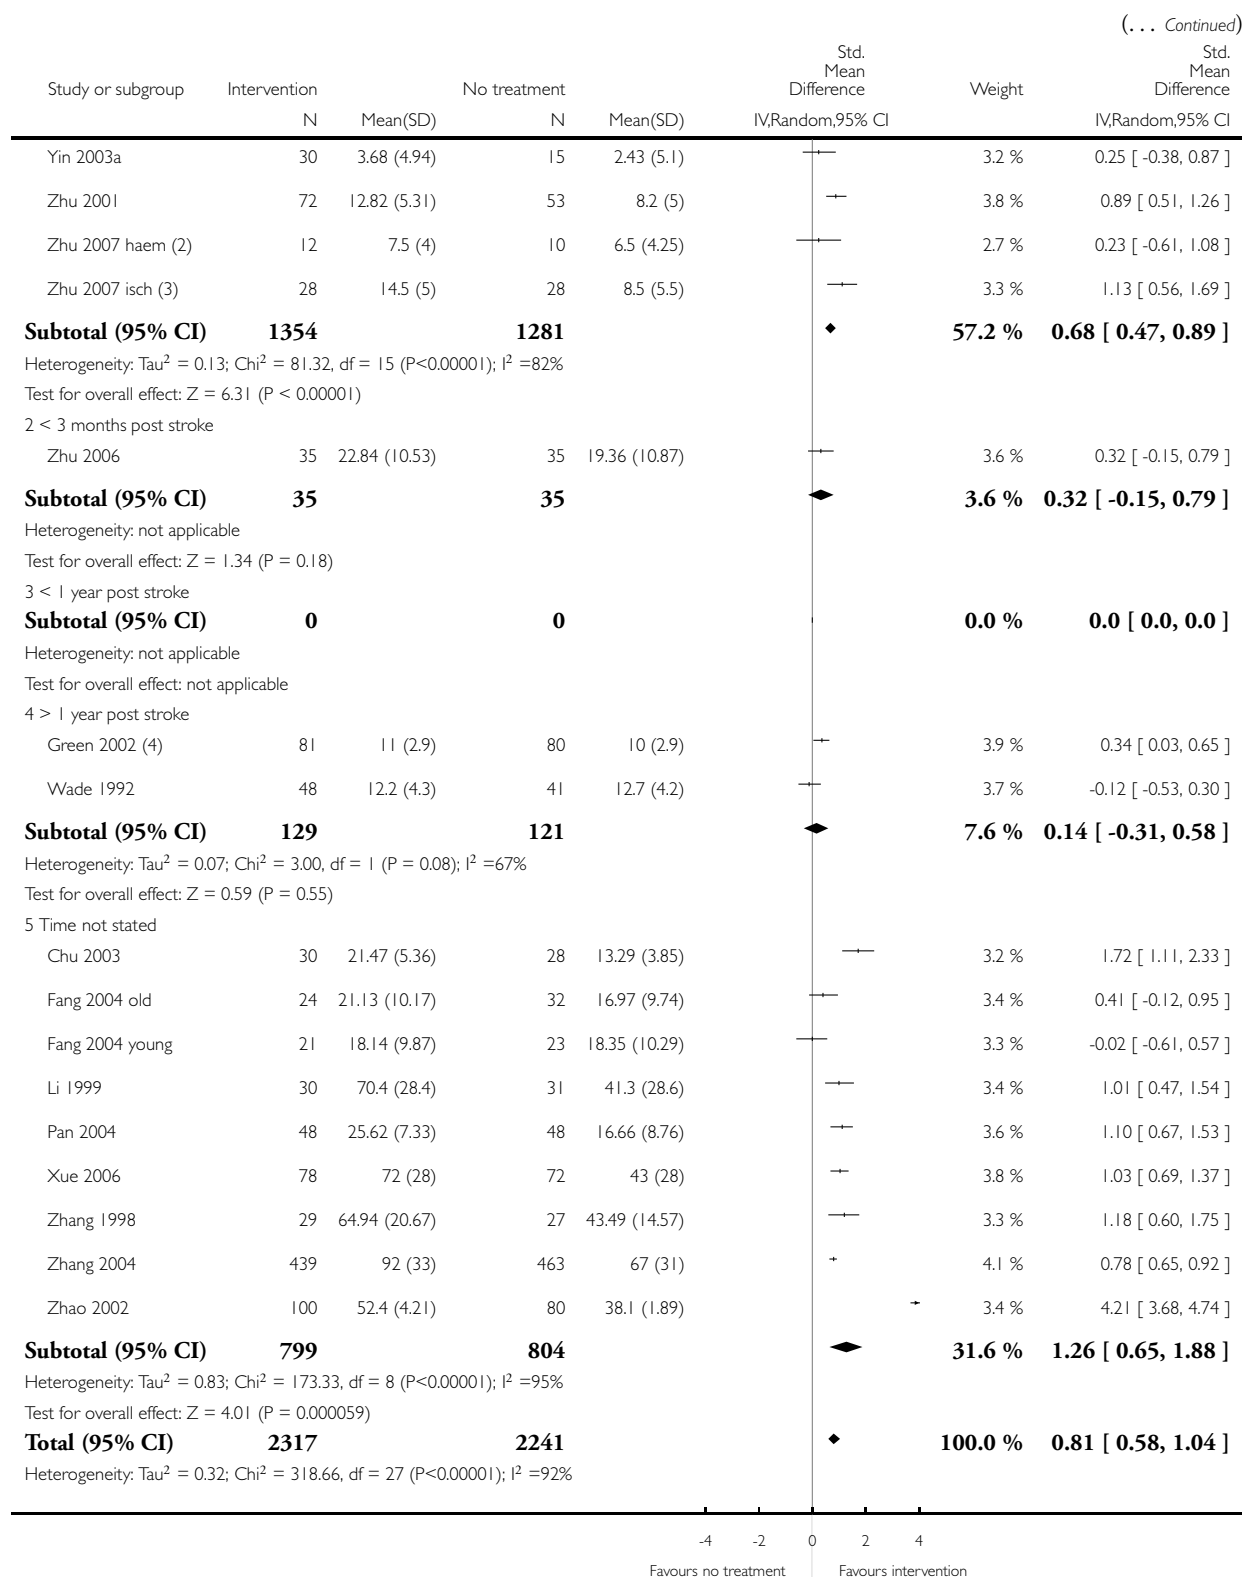 (... Continued)
Std.
Mean
Difference
Std.
Mean
Difference
Study or subgroup Intervention No treatment Weight
N Mean(SD) N Mean(SD) IV,Random,95% CI IV,Random,95% CI
Yin 2003a 30 3.68 (4.94) 15 2.43 (5.1) 3.2 % 0.25 [ -0.38, 0.87 ]
Zhu 2001 72 12.82 (5.31) 53 8.2 (5) 3.8 % 0.89 [ 0.51, 1.26 ]
Zhu 2007 haem (2) 12 7.5 (4) 10 6.5 (4.25) 2.7 % 0.23 [ -0.61, 1.08 ]
Zhu 2007 isch (3) 28 14.5 (5) 28 8.5 (5.5) 3.3 % 1.13 [ 0.56, 1.69 ]
Subtotal (95% CI) 1354 1281 57.2 % 0.68 [ 0.47, 0.89 ]
Heterogeneity: Tau² = 0.13; Chi² = 81.32, df = 15 (P<0.00001); I² =82%
Test for overall effect: Z = 6.31 (P < 0.00001)
2 < 3 months post stroke
Zhu 2006 35 22.84 (10.53) 35 19.36 (10.87) 3.6 % 0.32 [ -0.15, 0.79 ]
Subtotal (95% CI) 35 35 3.6 % 0.32 [ -0.15, 0.79 ]
Heterogeneity: not applicable
Test for overall effect: Z = 1.34 (P = 0.18)
3 < 1 year post stroke
Subtotal (95% CI) 0 0 0.0 % 0.0 [ 0.0, 0.0 ]
Heterogeneity: not applicable
Test for overall effect: not applicable
4 > 1 year post stroke
Green 2002 (4) 81 11 (2.9) 80 10 (2.9) 3.9 % 0.34 [ 0.03, 0.65 ]
Wade 1992 48 12.2 (4.3) 41 12.7 (4.2) 3.7 % -0.12 [ -0.53, 0.30 ]
Subtotal (95% CI) 129 121 7.6 % 0.14 [ -0.31, 0.58 ]
Heterogeneity: Tau² = 0.07; Chi² = 3.00, df = 1 (P = 0.08); I² =67%
Test for overall effect: Z = 0.59 (P = 0.55)
5 Time not stated
Chu 2003 30 21.47 (5.36) 28 13.29 (3.85) 3.2 % 1.72 [ 1.11, 2.33 ]
Fang 2004 old 24 21.13 (10.17) 32 16.97 (9.74) 3.4 % 0.41 [ -0.12, 0.95 ]
Fang 2004 young 21 18.14 (9.87) 23 18.35 (10.29) 3.3 % -0.02 [ -0.61, 0.57 ]
Li 1999 30 70.4 (28.4) 31 41.3 (28.6) 3.4 % 1.01 [ 0.47, 1.54 ]
Pan 2004 48 25.62 (7.33) 48 16.66 (8.76) 3.6 % 1.10 [ 0.67, 1.53 ]
Xue 2006 78 72 (28) 72 43 (28) 3.8 % 1.03 [ 0.69, 1.37 ]
Zhang 1998 29 64.94 (20.67) 27 43.49 (14.57) 3.3 % 1.18 [ 0.60, 1.75 ]
Zhang 2004 439 92 (33) 463 67 (31) 4.1 % 0.78 [ 0.65, 0.92 ]
Zhao 2002 100 52.4 (4.21) 80 38.1 (1.89) 3.4 % 4.21 [ 3.68, 4.74 ]
Subtotal (95% CI) 799 804 31.6 % 1.26 [ 0.65, 1.88 ]
Heterogeneity: Tau² = 0.83; Chi² = 173.33, df = 8 (P<0.00001); I² =95%
Test for overall effect: Z = 4.01 (P = 0.000059)
Total (95% CI) 2317 2241 100.0 % 0.81 [ 0.58, 1.04 ]
Heterogeneity: Tau² = 0.32; Chi² = 318.66, df = 27 (P<0.00001); I² =92%
-4 -2 0 2 4
Favours no treatment Favours intervention